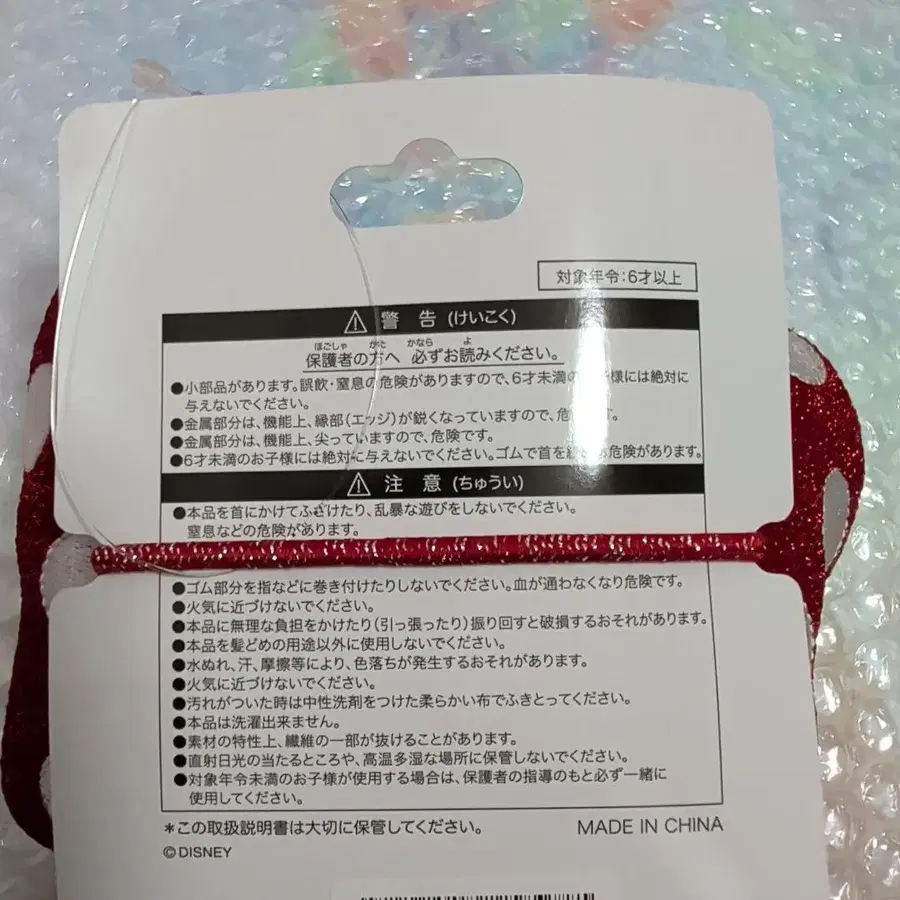 対象年令:6才以上
⚠ 警 告 (けいこく)
ほごしゃ かた かなら よ
保護者の方へ 必ずお読みください。
●小部品があります。誤飲・窒息の危険がありますので、6才未満の 様には絶対に
与えないでください。
●金属部分は、機能上、縁部(エッジ)が鋭くなっていますので、危 す。
●金属部分は、機能上、尖っていますので、危険です。
●6才未満のお子様には絶対に与えないでください。ゴムで首を 危険があります。
⚠ 注 意 (ちゅうい)
●本品を首にかけてふざけたり、乱暴な遊びをしないでください。
窒息などの危険があります。
●ゴム部分を指などに巻き付けたりしないでください。血が通わなくなり危険です。
●火気に近づけないでください。
●本品に無理な負担をかけたり(引っ張ったり)振り回すと破損するおそれがあります。
●本品を髪どめの用途以外に使用しないでください。
●水ぬれ、汗、摩擦等により、色落ちが発生するおそれがあります。
●火気に近づけないでください。
●汚れがついた時は中性洗剤をつけた柔らかい布でふきとってください。
●本品は洗濯出来ません。
●素材の特性上、繊維の一部が抜けることがあります。
●直射日光の当たるところや、高温多湿な場所に保管しないでください。
●対象年令未満のお子様が使用する場合は、保護者の指導のもと必ず一緒に
使用してください。
*この取扱説明書は大切に保管してください。
MADE IN CHINA
©DISNEY